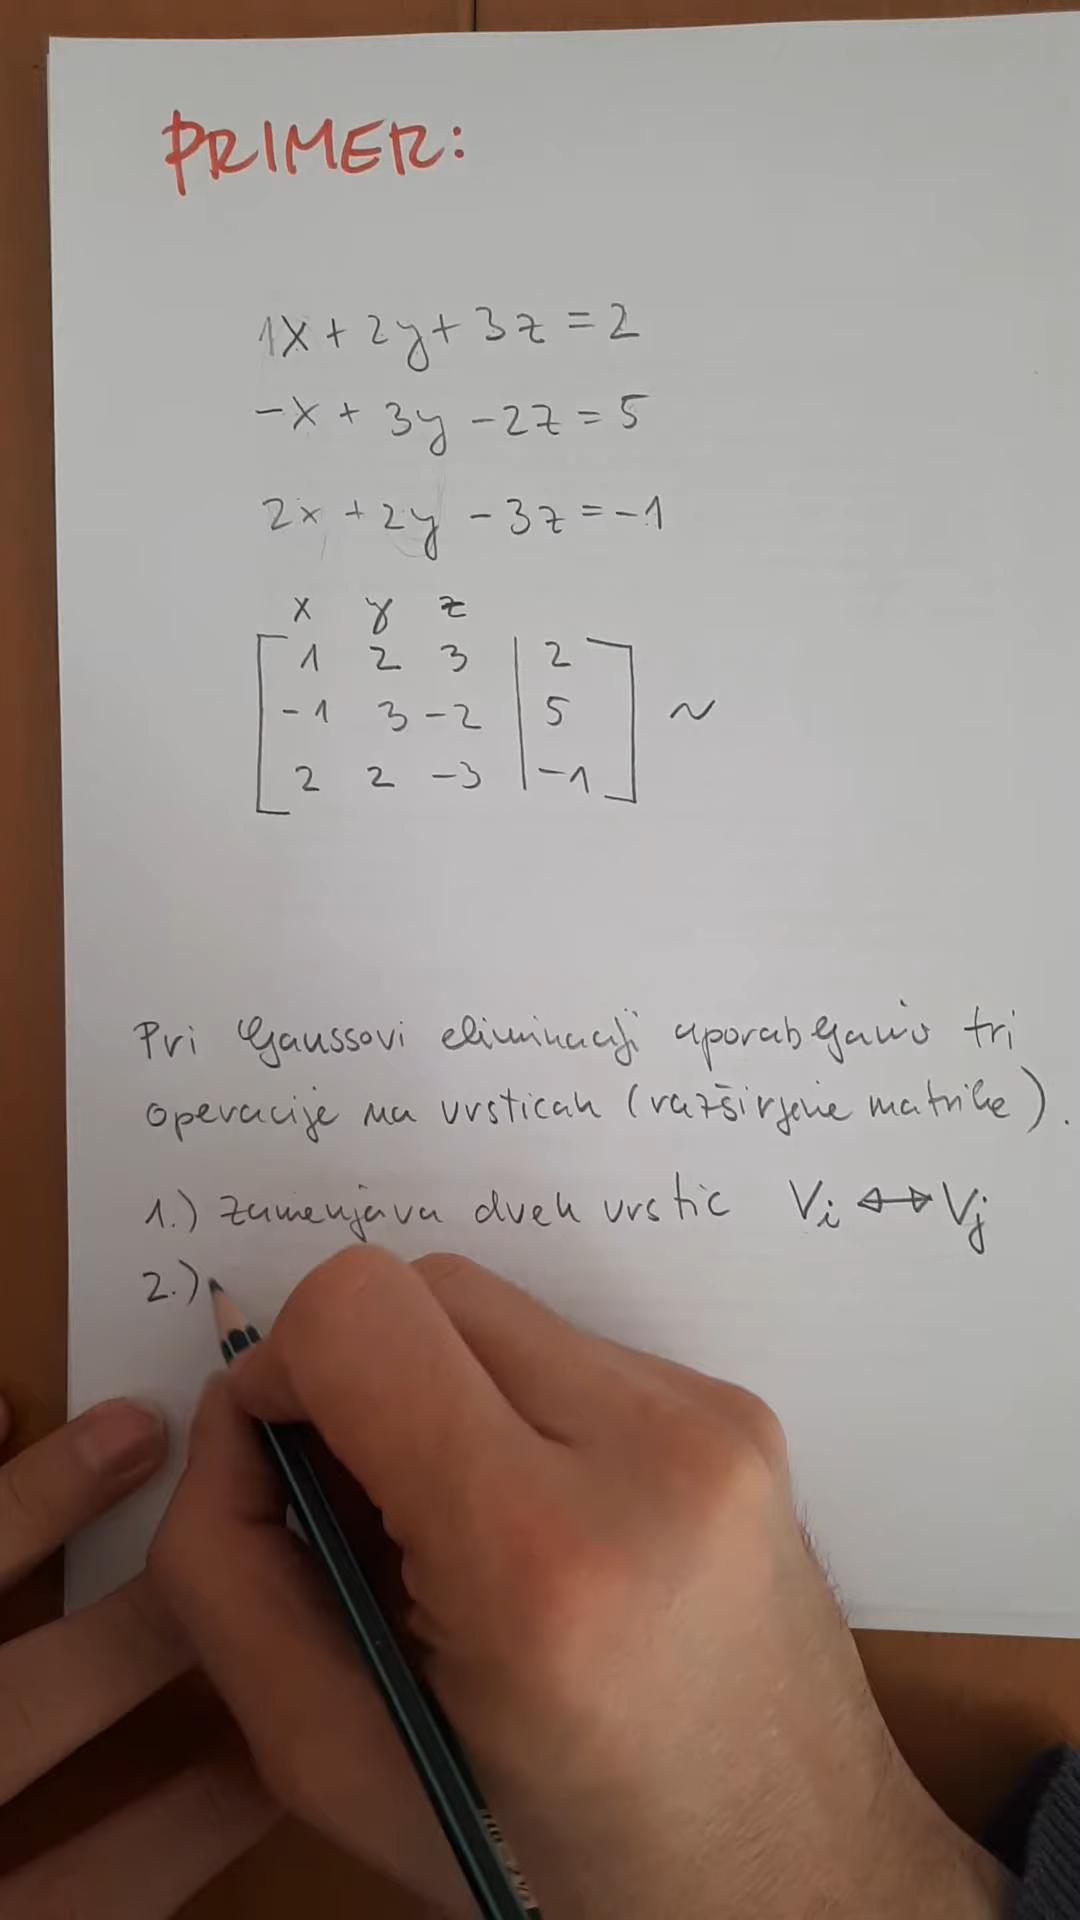 PRIMER:
1x + 2y + 3z = 2
-x + 3y - 2z = 5
2x + 2y - 3z = -1
x y z
1 2 3 | 2
-1 3 -2 | 5 ~
2 2 -3 | -1
Pri Gaussovi eliminaciji uporabljamo tri
operacije na vrsticah (razširjene matrike).
1.) zamenjava dveh vrstic Vi ↔ Vj
2.)